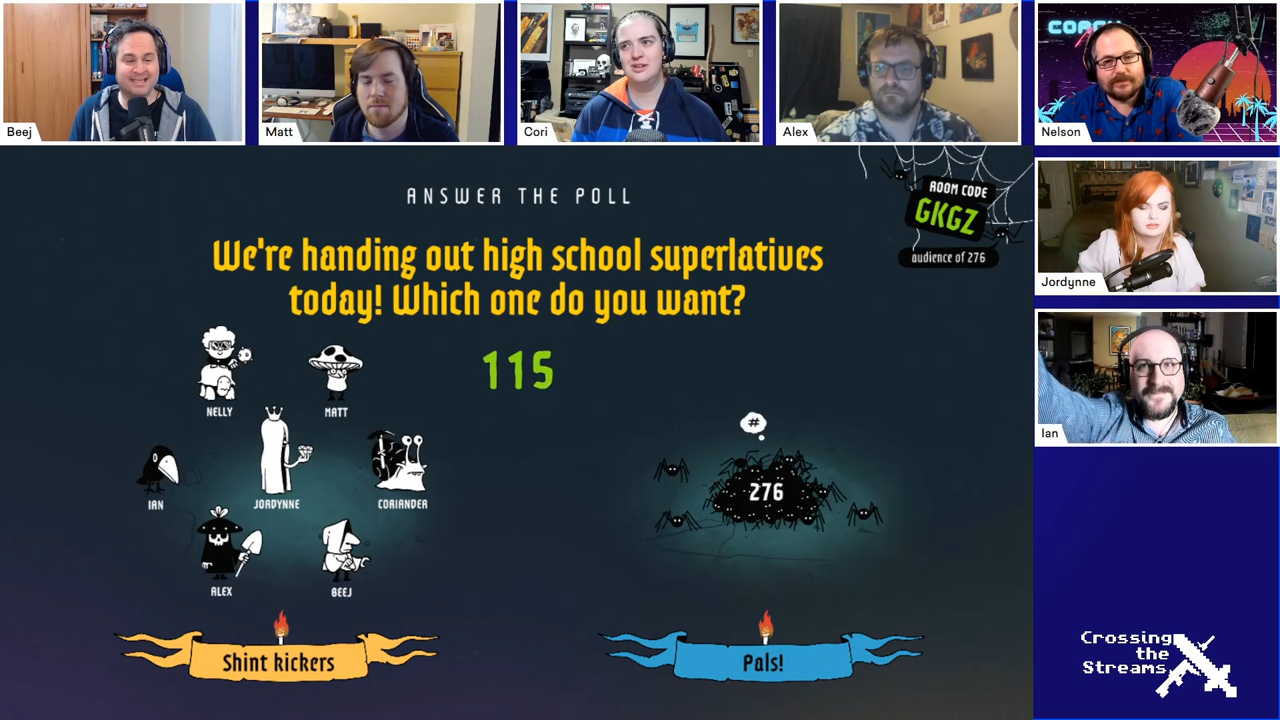 Beej
Matt
Cori
Alex
Nelson
ANSWER THE POLL
ROOM CODE
GKGZ
audience of 276
We're handing out high school superlatives
today! Which one do you want?
115
NELLY
MATT
#
276
IAN
JORDYNNE
CORIANDER
ALEX
BEEJ
Shint kickers
Pals!
Jordynne
Ian
Crossing
the
Streams